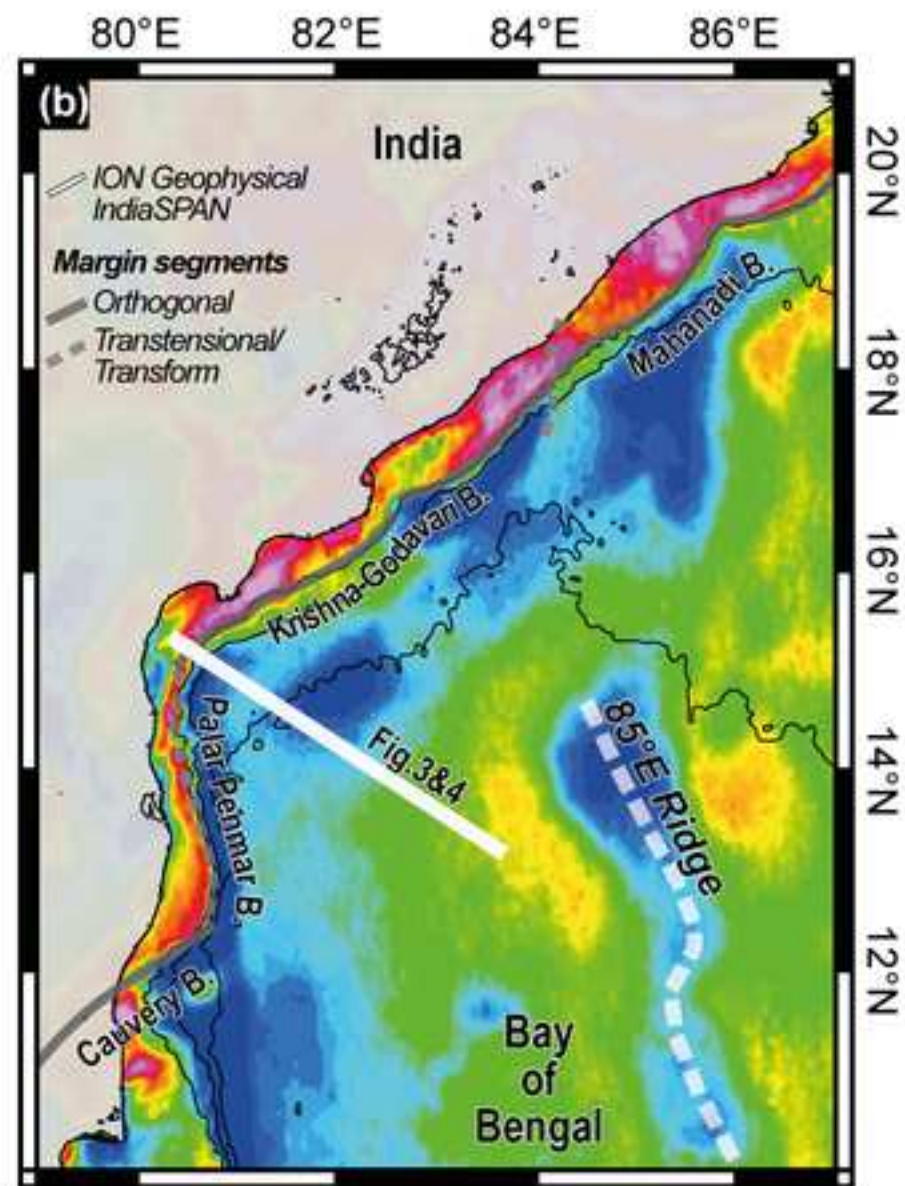 80°E 82°E 84°E 86°E
(b)
India
ION Geophysical
IndiaSPAN
Margin segments
Orthogonal
Transtensional/
Transform
Mahanadi B.
Krishna-Godavari B.
Palar Penmar B.
Fig.3&4
85°E Ridge
Cauvery B.
Bay
of
Bengal
20°N
18°N
16°N
14°N
12°N